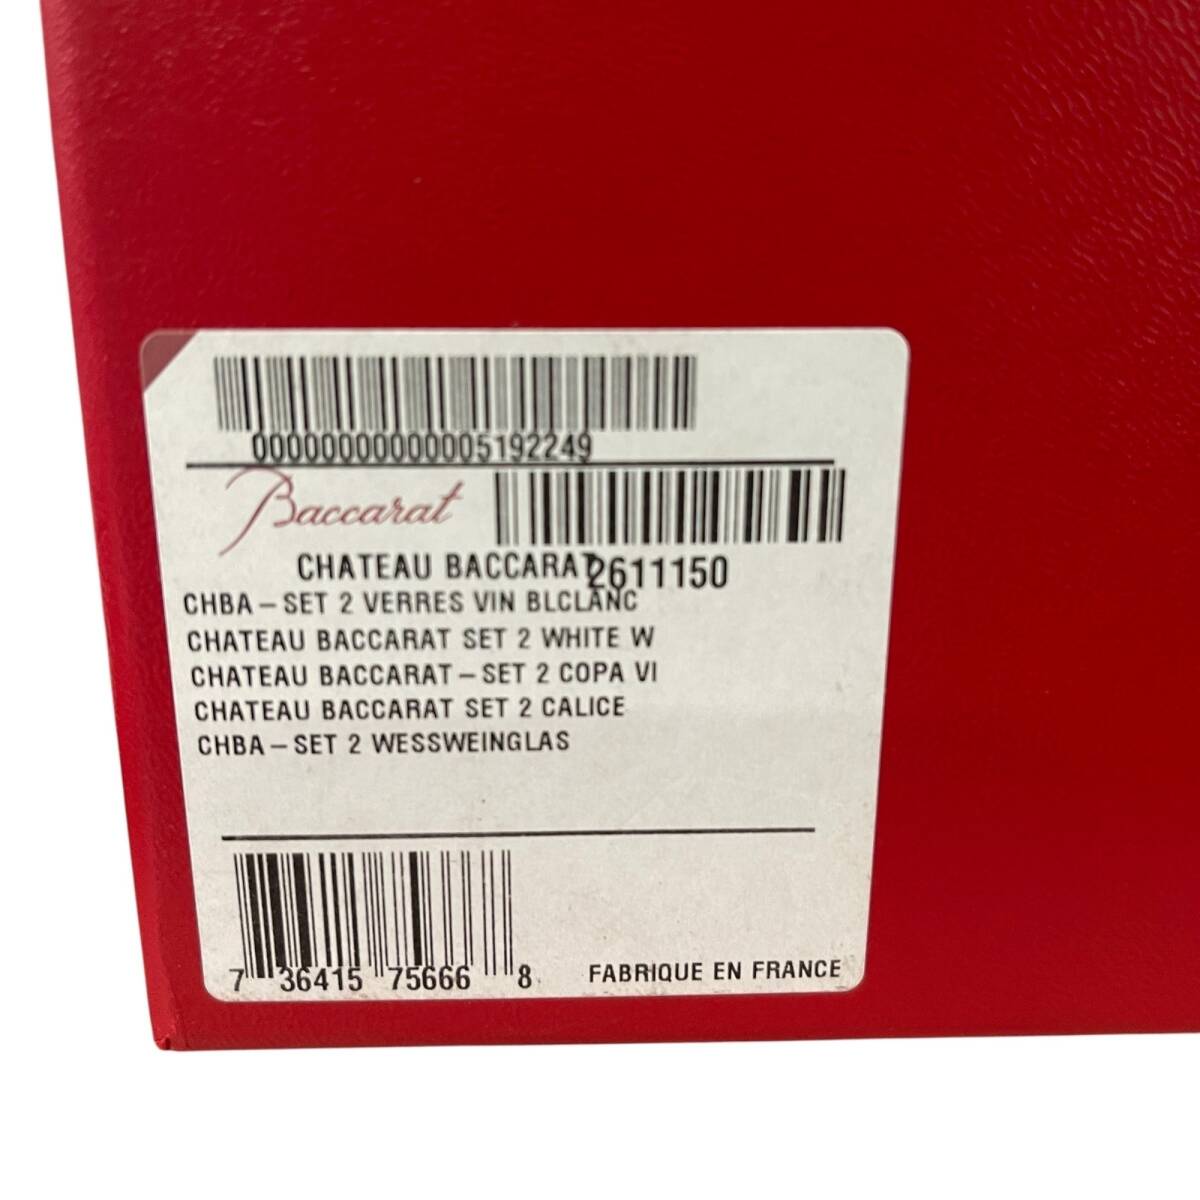 00000000000005192249
Baccarat
CHATEAU BACCARAT 2611150
CHBA – SET 2 VERRES VIN BLCLANC
CHATEAU BACCARAT SET 2 WHITE W
CHATEAU BACCARAT – SET 2 COPA VI
CHATEAU BACCARAT SET 2 CALICE
CHBA – SET 2 WESSWEINGLAS
7 36415 75666 8 FABRIQUE EN FRANCE